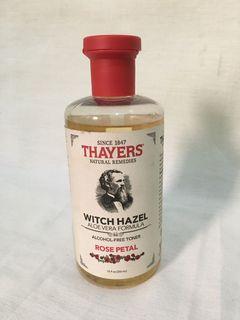 SINCE 1847
THAYERS®
NATURAL REMEDIES
WITCH HAZEL
ALOE VERA FORMULA
ALCOHOL-FREE TONER
ROSE PETAL